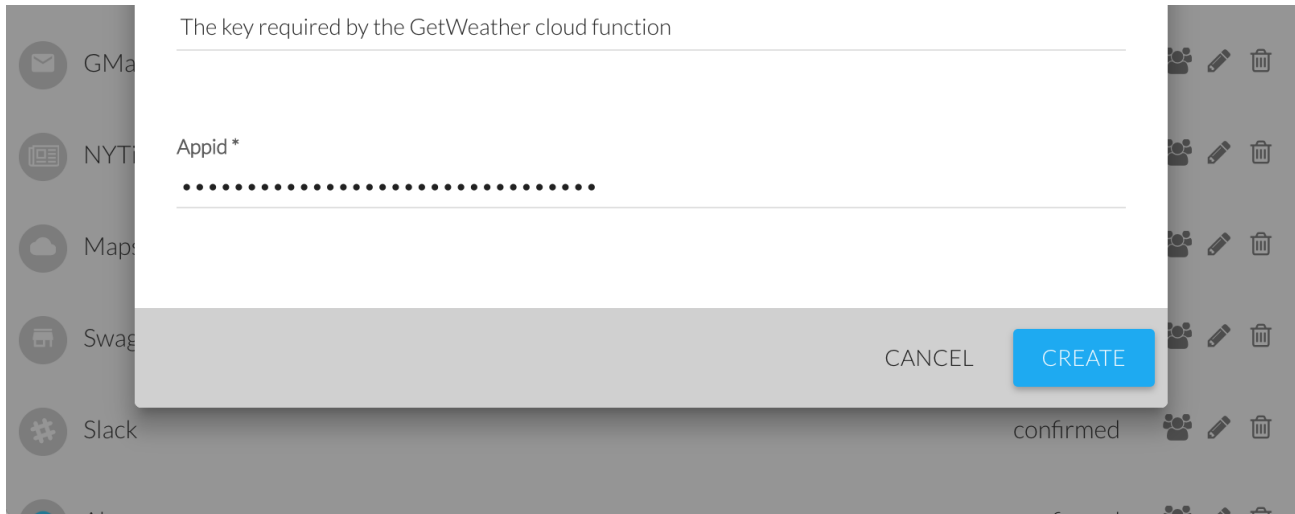 The key required by the GetWeather cloud function
GMa
NYTi
Appid *
Maps
Swag
CANCEL
CREATE
Slack
confirmed